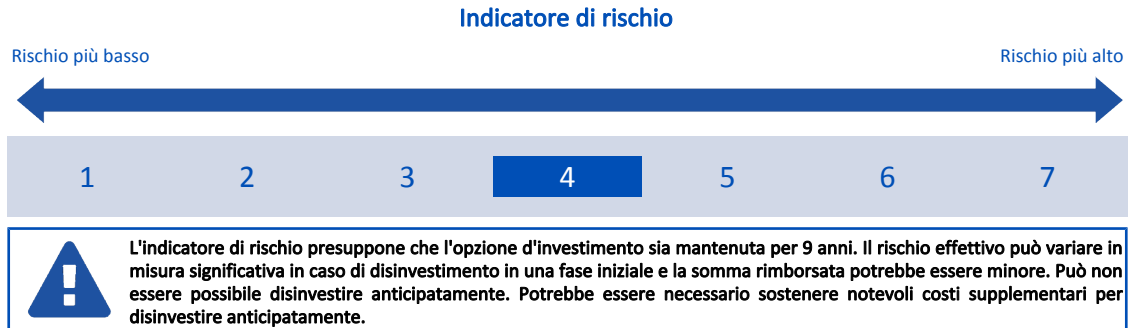 Indicatore di rischio
Rischio più basso
Rischio più alto
1 2 3 4 5 6 7
L'indicatore di rischio presuppone che l'opzione d'investimento sia mantenuta per 9 anni. Il rischio effettivo può variare in
misura significativa in caso di disinvestimento in una fase iniziale e la somma rimborsata potrebbe essere minore. Può non
essere possibile disinvestire anticipatamente. Potrebbe essere necessario sostenere notevoli costi supplementari per
disinvestire anticipatamente.